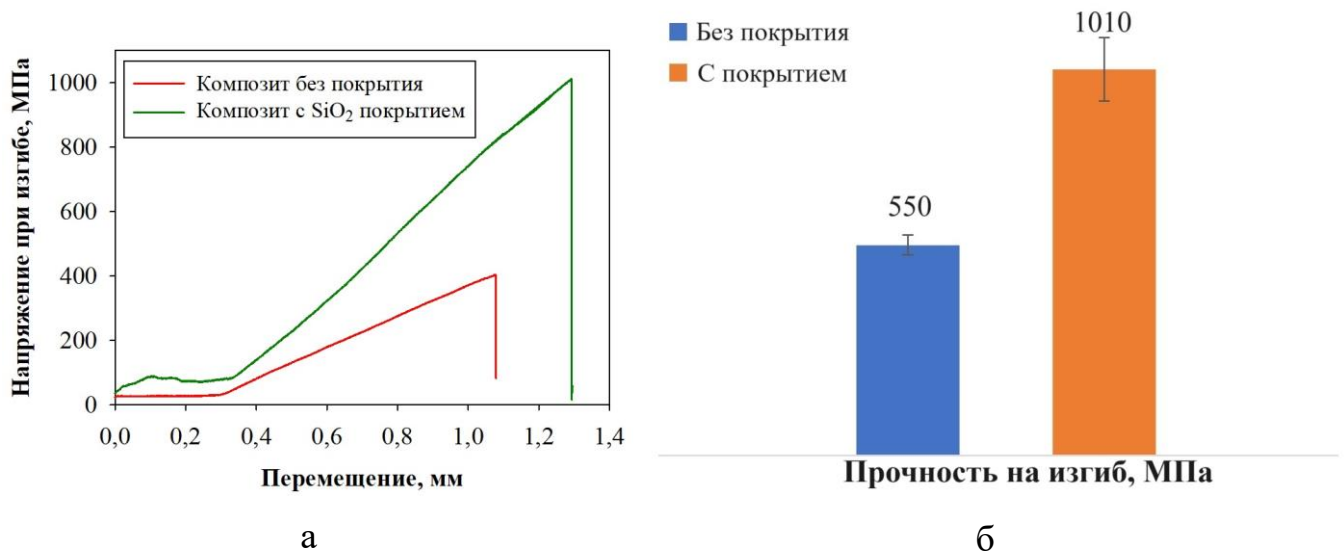 Напряжение при изгибе, МПа
1000
800
600
400
200
0
Композит без покрытия
Композит с SiO₂ покрытием
0,0 0,2 0,4 0,6 0,8 1,0 1,2 1,4
Перемещение, мм
а
Без покрытия
С покрытием
550
1010
Прочность на изгиб, МПа
б